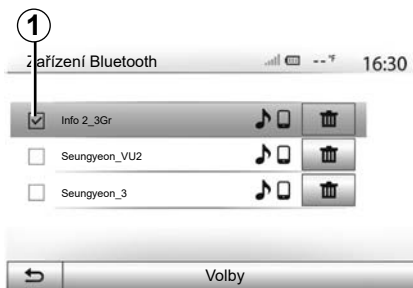 1
Zařízení Bluetooth -- °F 16:30
Info 2_3Gr
Seungyeon_VU2
Seungyeon_3
Volby